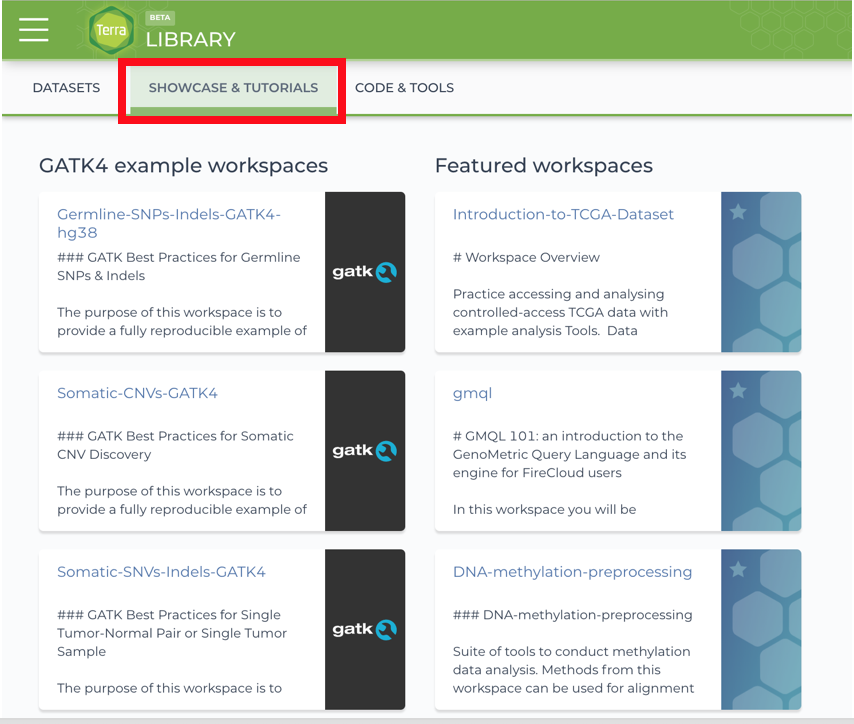 Terra
BETA
LIBRARY
DATASETS
SHOWCASE & TUTORIALS
CODE & TOOLS
GATK4 example workspaces
Germline-SNPs-Indels-GATK4-
hg38
### GATK Best Practices for Germline
SNPs & Indels
The purpose of this workspace is to
provide a fully reproducible example of
gatk
Somatic-CNVs-GATK4
### GATK Best Practices for Somatic
CNV Discovery
The purpose of this workspace is to
provide a fully reproducible example of
gatk
Somatic-SNVs-Indels-GATK4
### GATK Best Practices for Single
Tumor-Normal Pair or Single Tumor
Sample
The purpose of this workspace is to
gatk
Featured workspaces
Introduction-to-TCGA-Dataset
# Workspace Overview
Practice accessing and analysing
controlled-access TCGA data with
example analysis Tools.  Data
gmql
# GMQL 101: an introduction to the
GenoMetric Query Language and its
engine for FireCloud users
In this workspace you will be
DNA-methylation-preprocessing
### DNA-methylation-preprocessing
Suite of tools to conduct methylation
data analysis. Methods from this
workspace can be used for alignment